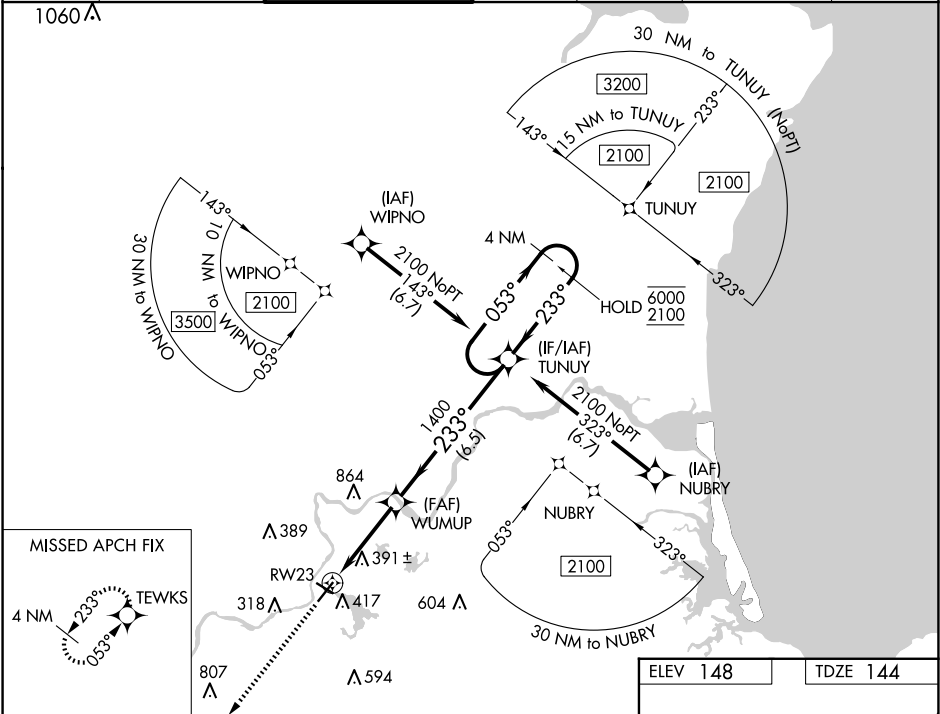 1060
30 NM to TUNUY (NoPT)
3200
15 NM to TUNUY
2100
143°
233°
2100
TUNUY
323°
(IAF)
WIPNO
2100 NoPT
143°
(6.7)
143°
WIPNO
10 NM to WIPNO
2100
3500
30 NM to WIPNO
053°
4 NM
053°
233°
HOLD
6000
2100
(IF/IAF)
TUNUY
1400
233°
(6.5)
2100 NoPT
323°
(6.7)
(IAF)
NUBRY
NUBRY
053°
323°
2100
30 NM to NUBRY
864
(FAF)
WUMUP
389
391 ±
RW23
318
417
604
594
807
MISSED APCH FIX
4 NM
233°
053°
TEWKS
ELEV 148
TDZE 144